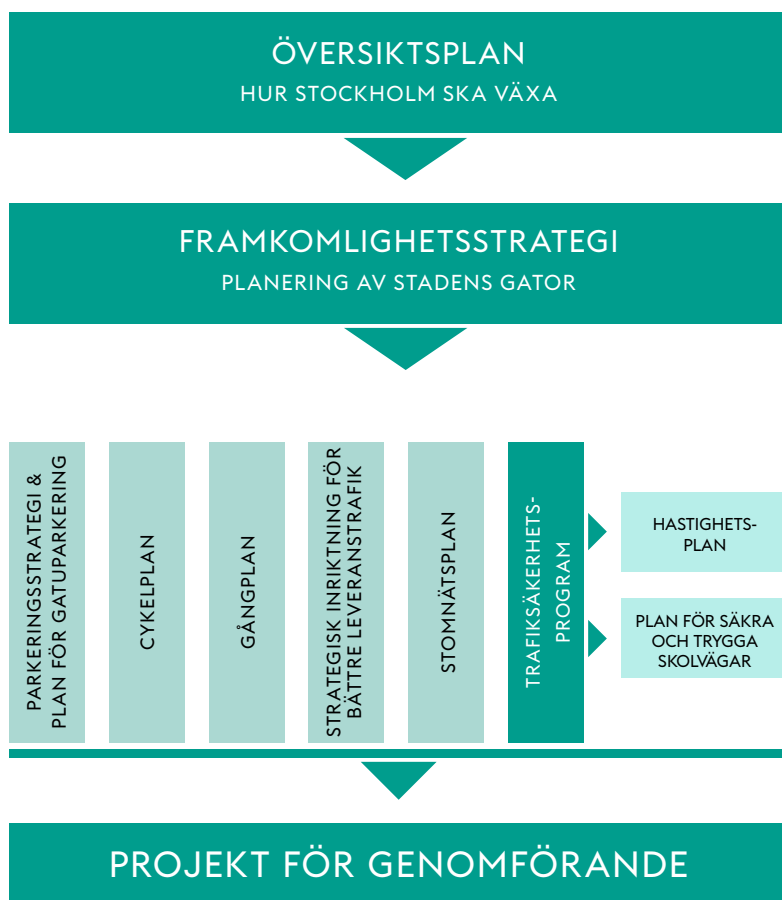 ÖVERSIKTSPLAN
HUR STOCKHOLM SKA VÄXA
FRAMKOMLIGHETSSTRATEGI
PLANERING AV STADENS GATOR
PARKERINGSSTRATEGI &
PLAN FÖR GATUPARKERING
CYKELPLAN
GÅNGPLAN
STRATEGISK INRIKTNING FÖR
BÄTTRE LEVERANSTRAFIK
STOMNÄTSPLAN
TRAFIKSÄKERHETS-
PROGRAM
HASTIGHETS-
PLAN
PLAN FÖR SÄKRA
OCH TRYGGA
SKOLVÄGAR
PROJEKT FÖR GENOMFÖRANDE